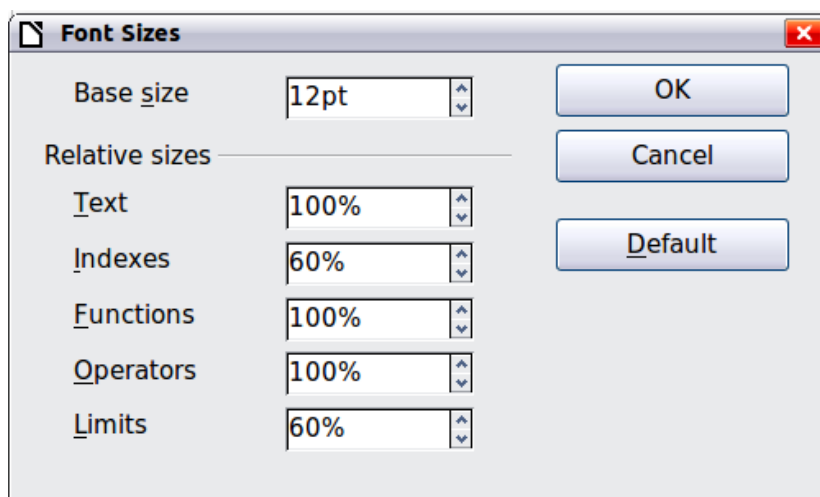 Font Sizes
Base size 12pt OK
Relative sizes Cancel
Text 100%
Default
Indexes 60%
Functions 100%
Operators 100%
Limits 60%